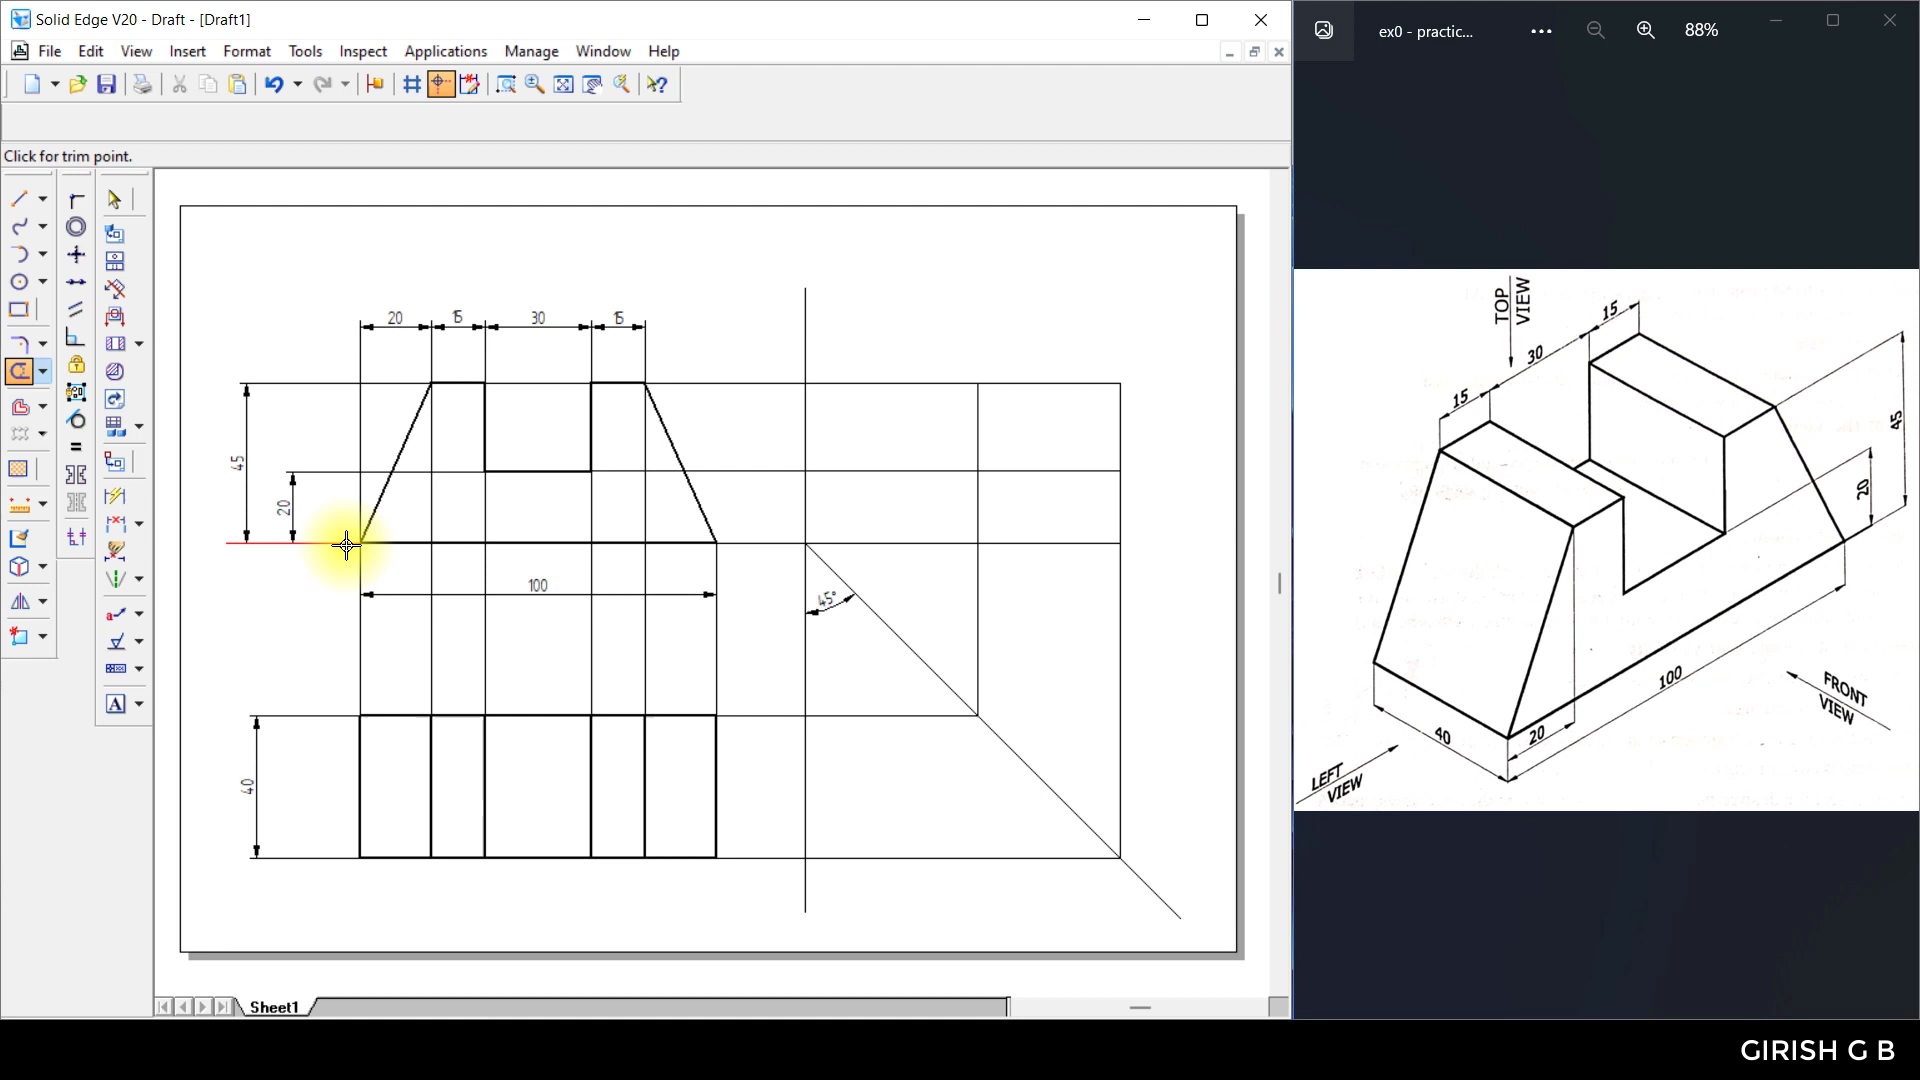 Solid Edge V20 - Draft - [Draft1]
File Edit View Insert Format Tools Inspect Applications Manage Window Help
Click for trim point.
20 15 30 15
45
20
100
45°
40
Sheet1
ex0 - practic...
88%
TOP
VIEW
15
30
15
45
20
100
FRONT
VIEW
40
20
LEFT
VIEW
GIRISH G B